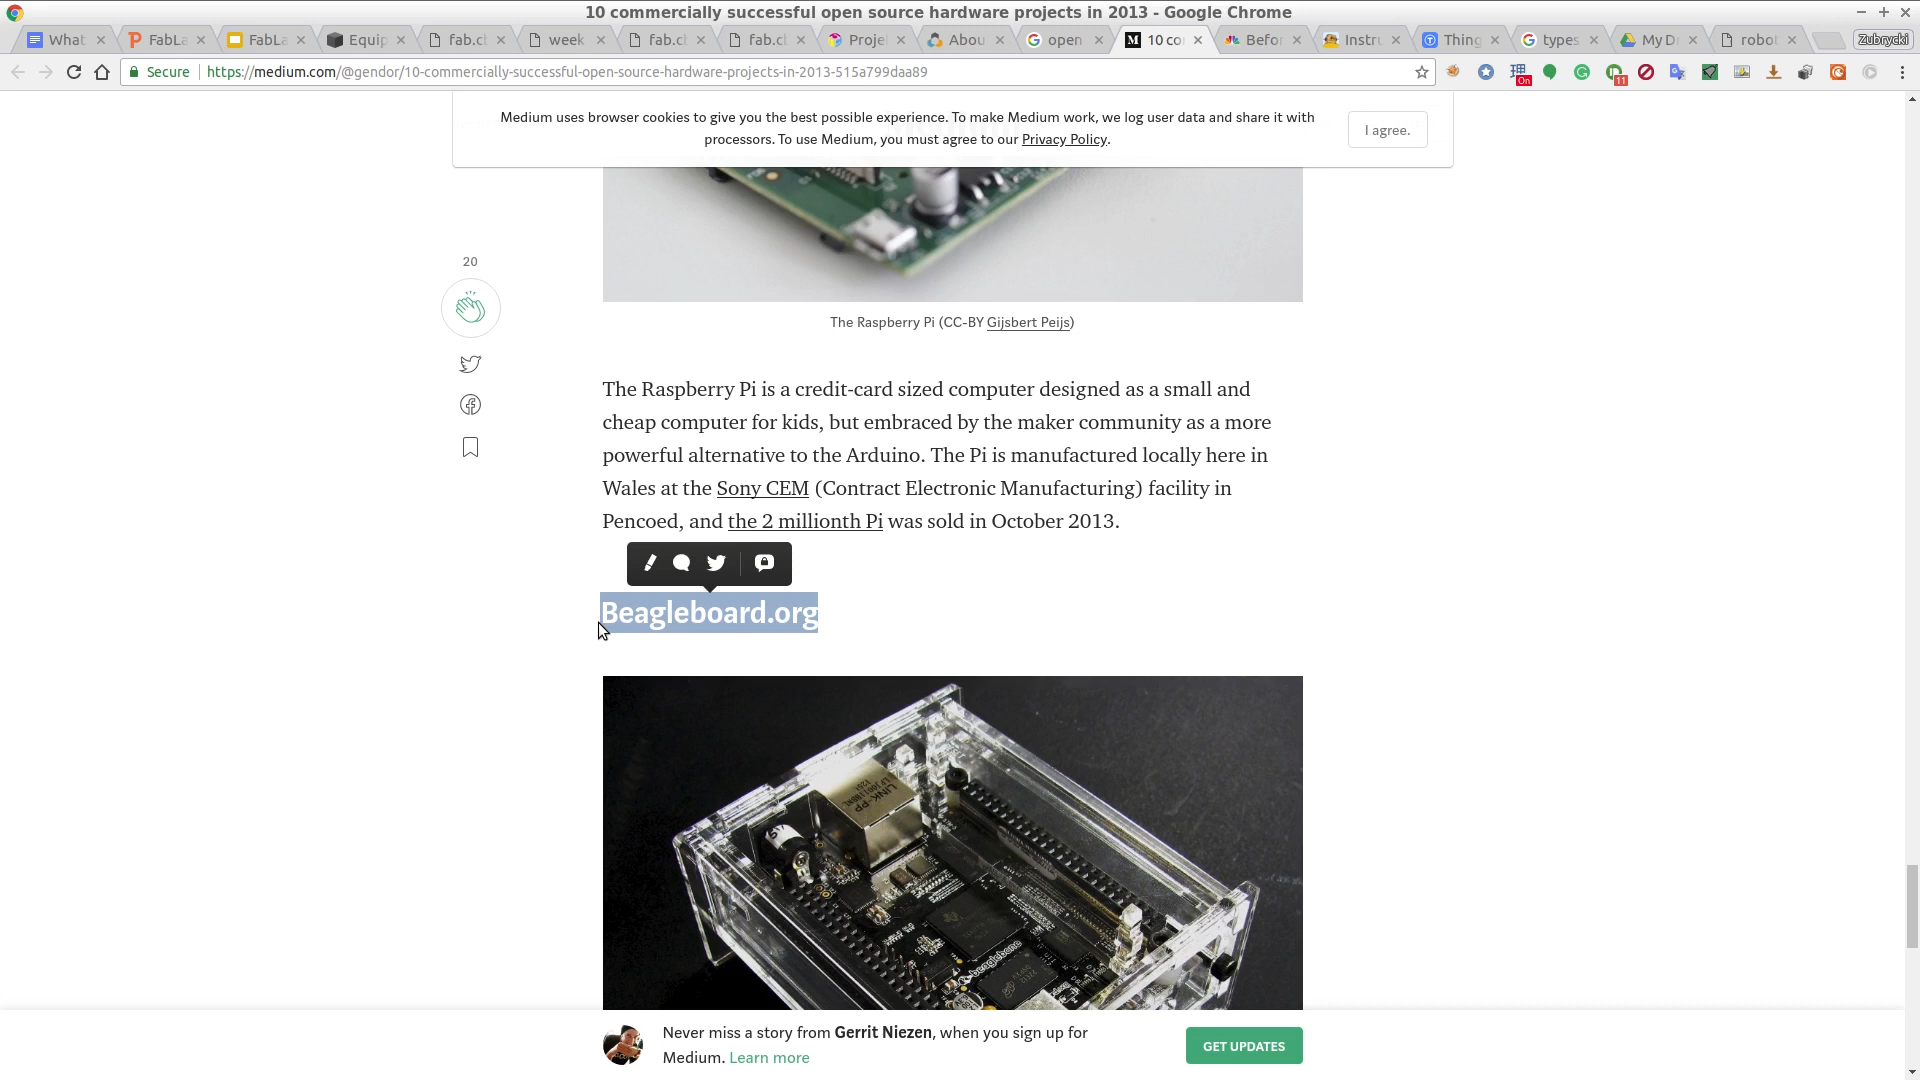 10 commercially successful open source hardware projects in 2013 - Google Chrome
What
FabLa
FabLa
Equip
fab.cl
week
fab.cl
fab.cl
Proje
Abou
open
10 co
Befor
Instru
Thing
types
My Dr
robot
Zubrycki
Secure
https://medium.com/@gendor/10-commercially-successful-open-source-hardware-projects-in-2013-515a799daa89
On
11
Medium uses browser cookies to give you the best possible experience. To make Medium work, we log user data and share it with
processors. To use Medium, you must agree to our Privacy Policy.
I agree.
20
The Raspberry Pi (CC-BY Gijsbert Peijs)
The Raspberry Pi is a credit-card sized computer designed as a small and
cheap computer for kids, but embraced by the maker community as a more
powerful alternative to the Arduino. The Pi is manufactured locally here in
Wales at the Sony CEM (Contract Electronic Manufacturing) facility in
Pencoed, and the 2 millionth Pi was sold in October 2013.
Beagleboard.org
LINK-PP
beaglebone
Never miss a story from Gerrit Niezen, when you sign up for
Medium. Learn more
GET UPDATES